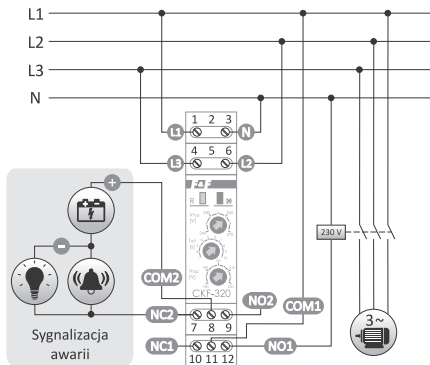 L1
L2
L3
N
1 2 3
L1 N
4 5 6
L3 L2
F&F
R
+
230 V
-
COM2
NO2
COM1
CKF-320
NC2
7 8 9
3~
Sygnalizacja
awarii
NC1
NO1
10 11 12